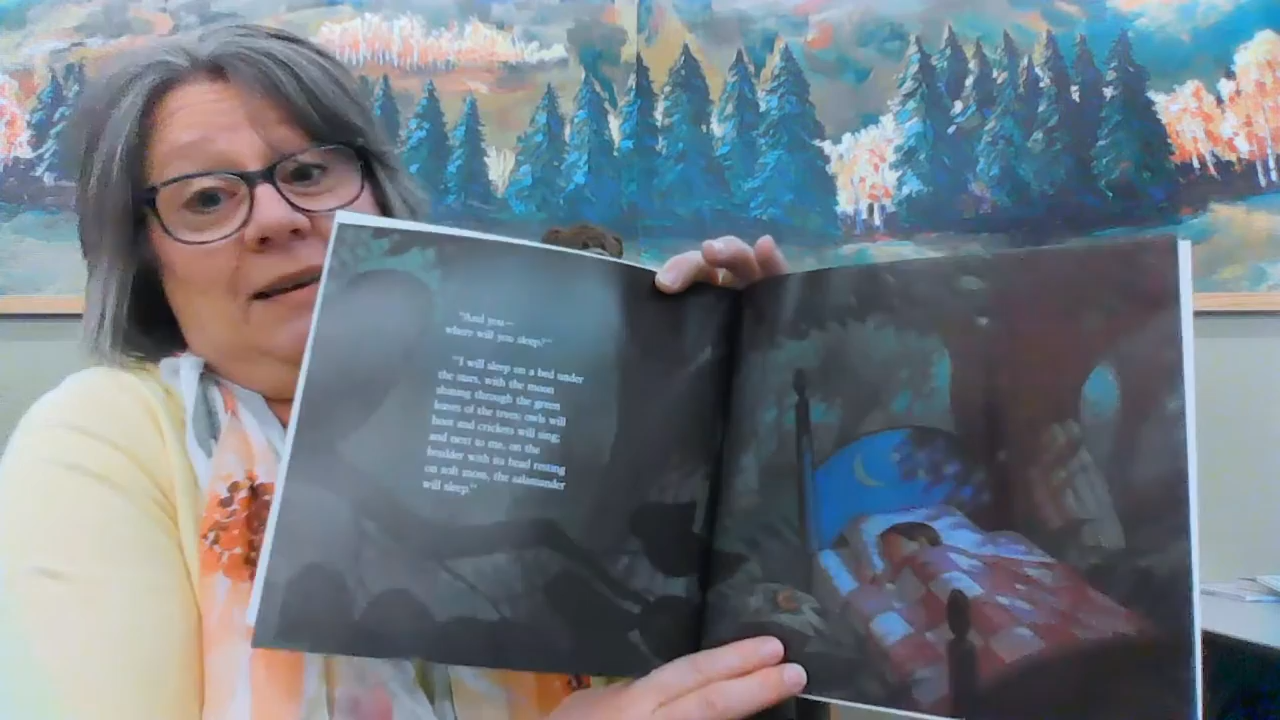 "And you—
where will you sleep?"
"I will sleep on a bed under
the stars, with the moon
shining through the green
leaves of the trees; owls will
hoot and crickets will sing;
and next to me, on the
boulder with its head resting
on soft moss, the salamander
will sleep."